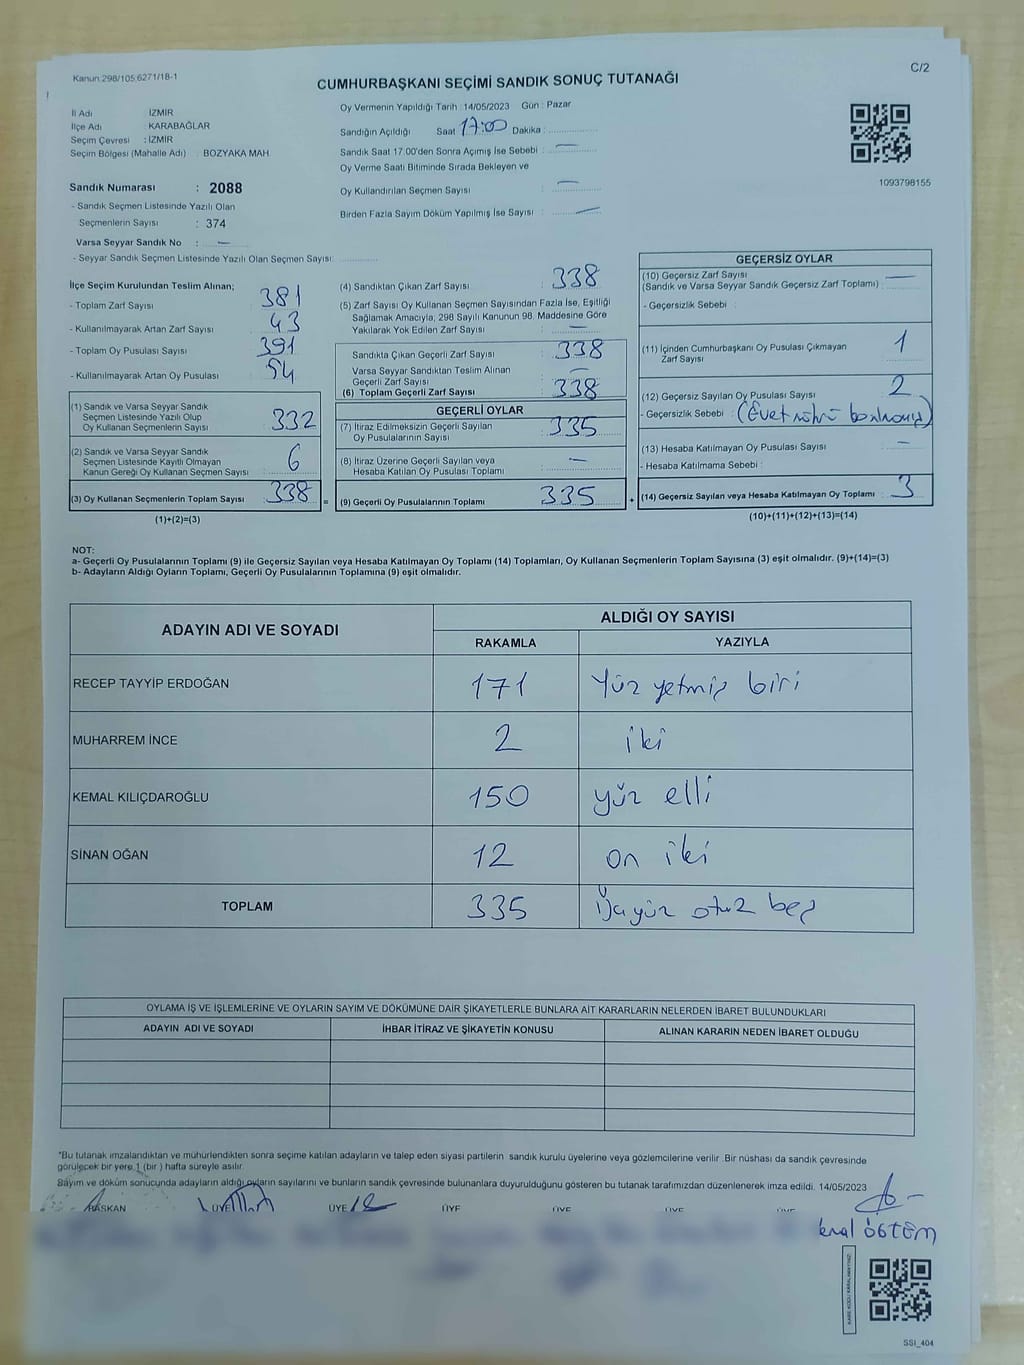 Kanun:298/105,6271/18-1
C/2
CUMHURBAŞKANI SEÇİMİ SANDIK SONUÇ TUTANAĞI
İl Adı : İZMİR
İlçe Adı : KARABAĞLAR
Seçim Çevresi : İZMİR
Seçim Bölgesi (Mahalle Adı) : BOZYAKA MAH.
Sandık Numarası : 2088
- Sandık Seçmen Listesinde Yazılı Olan
Seçmenlerin Sayısı : 374
Varsa Seyyar Sandık No : —
- Seyyar Sandık Seçmen Listesinde Yazılı Olan Seçmen Sayısı:
Oy Vermenin Yapıldığı Tarih : 14/05/2023 Gün : Pazar
Sandığın Açıldığı Saat 17:00 Dakika :
Sandık Saat 17.00'den Sonra Açımış İse Sebebi : —
Oy Verme Saati Bitiminde Sırada Bekleyen ve
Oy Kullandırılan Seçmen Sayısı : —
Birden Fazla Sayım Döküm Yapılmış İse Sayısı : —
1093798155
İlçe Seçim Kurulundan Teslim Alınan;
- Toplam Zarf Sayısı : 381
- Kullanılmayarak Artan Zarf Sayısı : 43
- Toplam Oy Pusulası Sayısı : 391
- Kullanılmayarak Artan Oy Pusulası : 54
(1) Sandık ve Varsa Seyyar Sandık
Seçmen Listesinde Yazılı Olup
Oy Kullanan Seçmenlerin Sayısı : 332
(2) Sandık ve Varsa Seyyar Sandık
Seçmen Listesinde Kayıtlı Olmayan
Kanun Gereği Oy Kullanan Seçmen Sayısı : 6
(3) Oy Kullanan Seçmenlerin Toplam Sayısı : 338
(1)+(2)=(3)
=
(4) Sandıktan Çıkan Zarf Sayısı : 338
(5) Zarf Sayısı Oy Kullanan Seçmen Sayısından Fazla İse, Eşitliği
Sağlamak Amacıyla; 298 Sayılı Kanunun 98. Maddesine Göre
Yakılarak Yok Edilen Zarf Sayısı : —
Sandıkta Çıkan Geçerli Zarf Sayısı : 338
Varsa Seyyar Sandıktan Teslim Alınan
Geçerli Zarf Sayısı : —
(6) Toplam Geçerli Zarf Sayısı : 338
GEÇERLİ OYLAR
(7) İtiraz Edilmeksizin Geçerli Sayılan
Oy Pusulalarının Sayısı : 335
(8) İtiraz Üzerine Geçerli Sayılan veya
Hesaba Katılan Oy Pusulası Toplamı : —
(9) Geçerli Oy Pusulalarının Toplamı : 335
+
GEÇERSİZ OYLAR
(10) Geçersiz Zarf Sayısı —
(Sandık ve Varsa Seyyar Sandık Geçersiz Zarf Toplamı) :
- Geçersizlik Sebebi :
(11) İçinden Cumhurbaşkanı Oy Pusulası Çıkmayan
Zarf Sayısı : 1
(12) Geçersiz Sayılan Oy Pusulası Sayısı : 2
- Geçersizlik Sebebi : (Evet
(13) Hesaba Katılmayan Oy Pusulası Sayısı : —
- Hesaba Katılmama Sebebi :
(14) Geçersiz Sayılan veya Hesaba Katılmayan Oy Toplamı : 3
(10)+(11)+(12)+(13)=(14)
NOT:
a- Geçerli Oy Pusulalarının Toplamı (9) ile Geçersiz Sayılan veya Hesaba Katılmayan Oy Toplamı (14) Toplamları, Oy Kullanan Seçmenlerin Toplam Sayısına (3) eşit olmalıdır. (9)+(14)=(3)
b- Adayların Aldığı Oyların Toplamı, Geçerli Oy Pusulalarının Toplamına (9) eşit olmalıdır.
ADAYIN ADI VE SOYADI
ALDIĞI OY SAYISI
RAKAMLA YAZIYLA
RECEP TAYYİP ERDOĞAN 171 Yüz yetmiş biri
MUHARREM İNCE 2 iki
KEMAL KILIÇDAROĞLU 150 yüz elli
SİNAN OĞAN 12 on iki
TOPLAM 335 Üçyüz otuz beş
OYLAMA İŞ VE İŞLEMLERİNE VE OYLARIN SAYIM VE DÖKÜMÜNE DAİR ŞİKAYETLERLE BUNLARA AİT KARARLARIN NELERDEN İBARET BULUNDUKLARI
ADAYIN ADI VE SOYADI İHBAR İTİRAZ VE ŞİKAYETİN KONUSU ALINAN KARARIN NEDEN İBARET OLDUĞU
*Bu tutanak imzalandıktan ve mühürlendikten sonra seçime katılan adayların ve talep eden siyasi partilerin sandık kurulu üyelerine veya gözlemcilerine verilir .Bir nüshası da sandık çevresinde
görülecek bir yere 1 (bir ) hafta süreyle asılır.
Sayım ve döküm sonucunda adayların aldığı oyların sayılarını ve bunların sandık çevresinde bulunanlara duyurulduğunu gösteren bu tutanak tarafımızdan düzenlenerek imza edildi. 14/05/2023
BAŞKAN ÜYE ÜYE ÜYE ÜYE ÜYE ÜYE
SSI_404